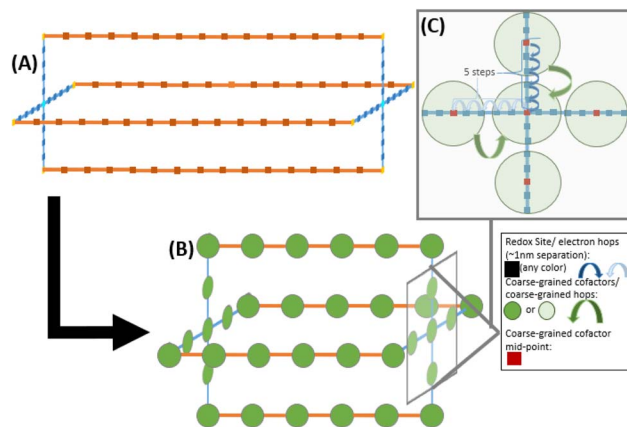 (A)
(C)
5 steps
(B)
Redox Site/ electron hops
(~1nm separation):
(any color)
Coarse-grained cofactors/
coarse-grained hops:
or
Coarse-grained cofactor
mid-point: